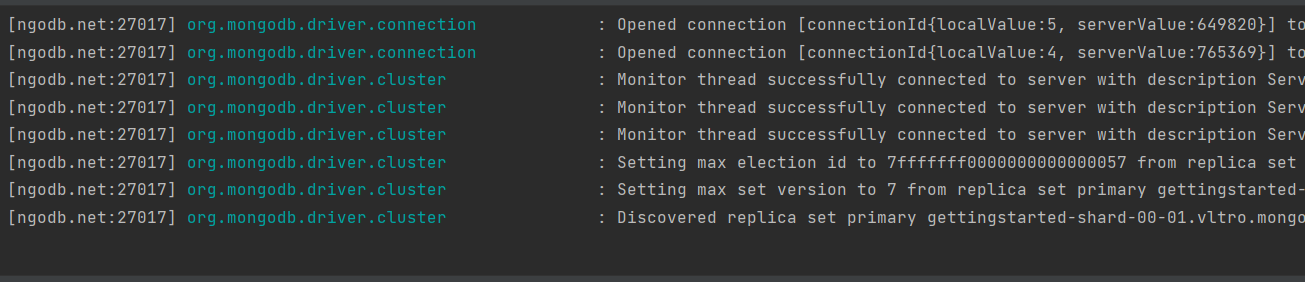 [ngodb.net:27017] org.mongodb.driver.connection : Opened connection [connectionId{localValue:5, serverValue:649820}] to
[ngodb.net:27017] org.mongodb.driver.connection : Opened connection [connectionId{localValue:4, serverValue:765369}] to
[ngodb.net:27017] org.mongodb.driver.cluster : Monitor thread successfully connected to server with description Serv
[ngodb.net:27017] org.mongodb.driver.cluster : Monitor thread successfully connected to server with description Serv
[ngodb.net:27017] org.mongodb.driver.cluster : Monitor thread successfully connected to server with description Serv
[ngodb.net:27017] org.mongodb.driver.cluster : Setting max election id to 7fffffff0000000000000057 from replica set
[ngodb.net:27017] org.mongodb.driver.cluster : Setting max set version to 7 from replica set primary gettingstarted-
[ngodb.net:27017] org.mongodb.driver.cluster : Discovered replica set primary gettingstarted-shard-00-01.vltro.mongo